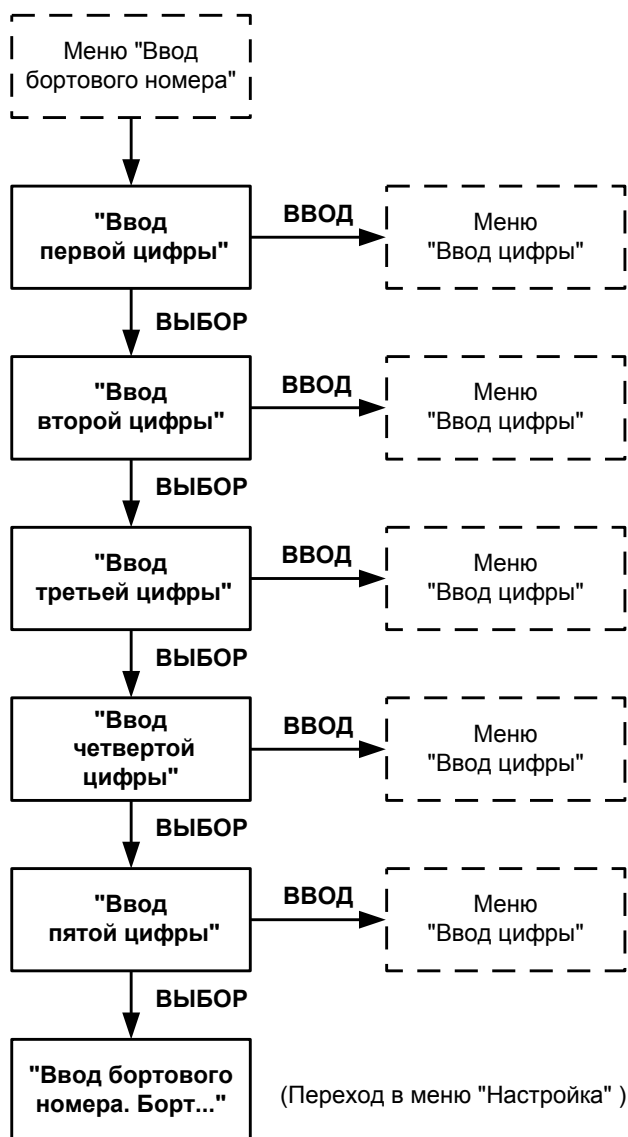 Меню "Ввод
бортового номера"
"Ввод
первой цифры"
ВВОД
Меню
"Ввод цифры"
ВЫБОР
"Ввод
второй цифры"
ВВОД
Меню
"Ввод цифры"
ВЫБОР
"Ввод
третьей цифры"
ВВОД
Меню
"Ввод цифры"
ВЫБОР
"Ввод
четвертой
цифры"
ВВОД
Меню
"Ввод цифры"
ВЫБОР
"Ввод
пятой цифры"
ВВОД
Меню
"Ввод цифры"
ВЫБОР
"Ввод бортового
номера. Борт..."
(Переход в меню "Настройка" )